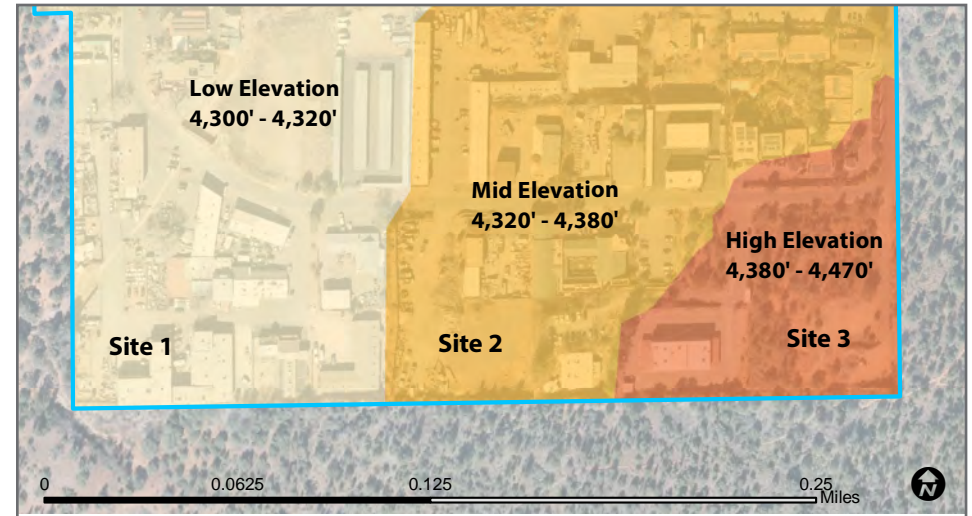 Low Elevation
4,300' - 4,320'
Mid Elevation
4,320' - 4,380'
High Elevation
4,380' - 4,470'
Site 1
Site 2
Site 3
0 0.0625 0.125 0.25
Miles
N